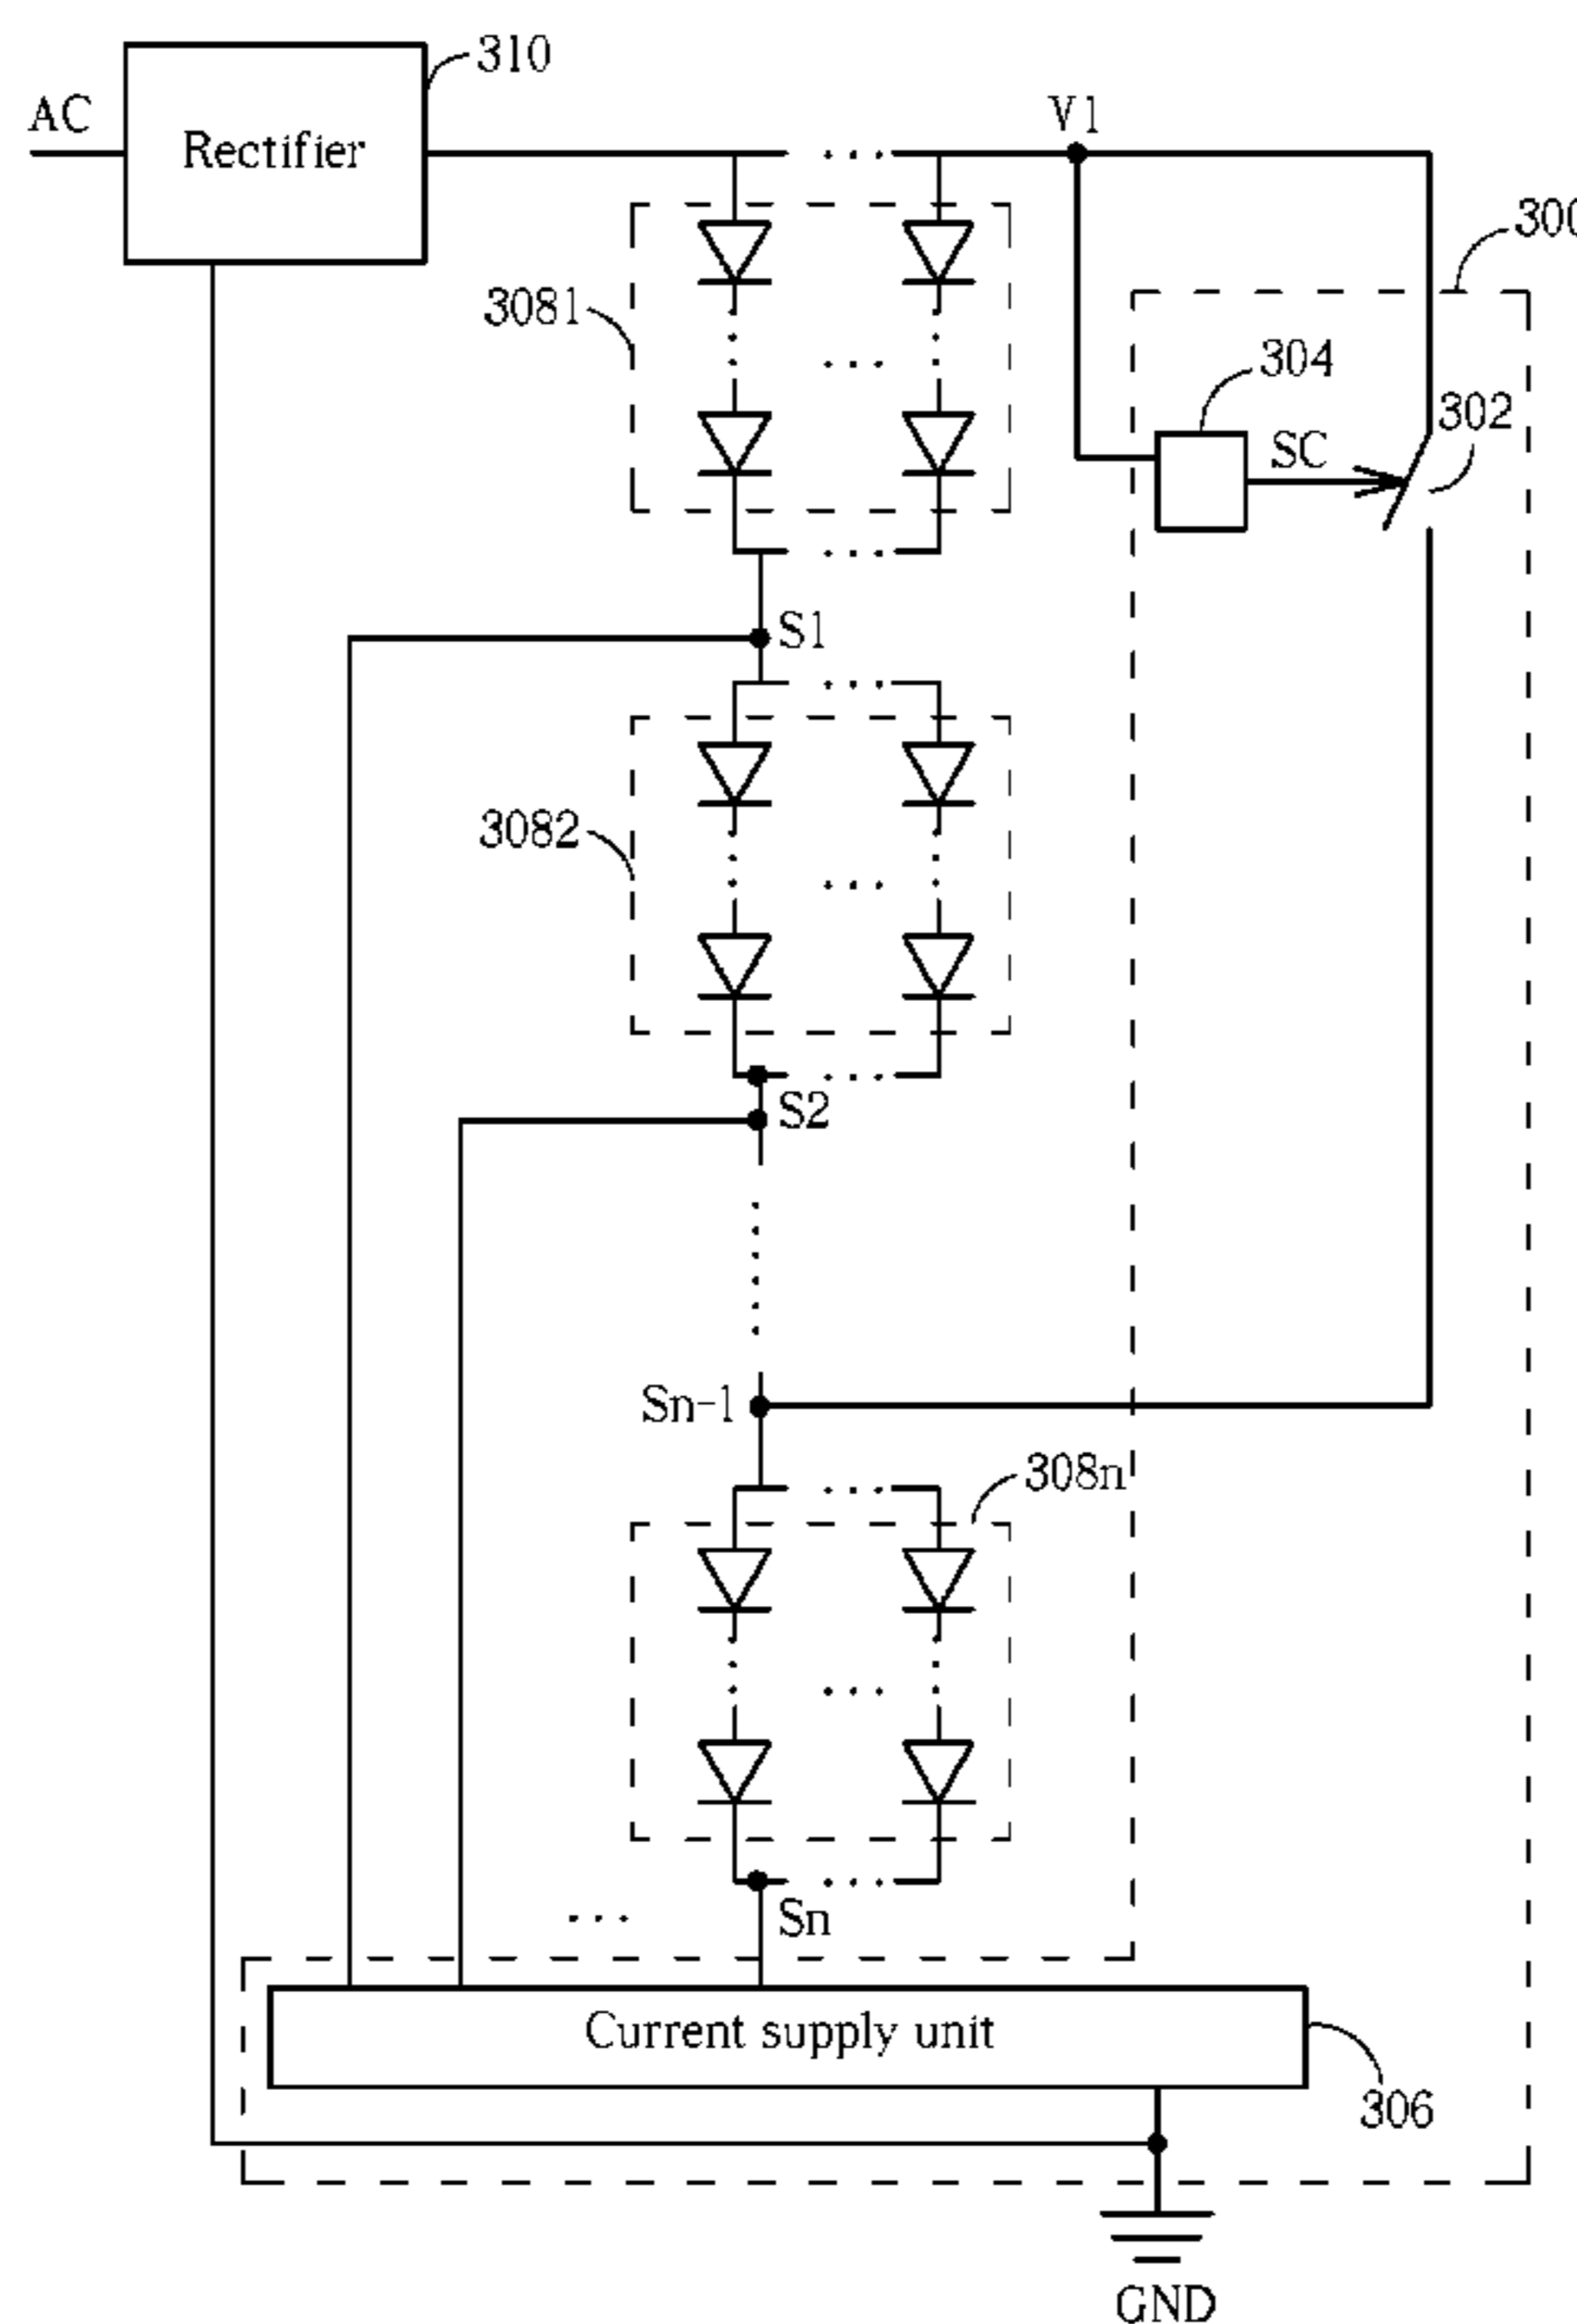 310
AC
Rectifier
V1
300
3081
304
302
SC
S1
3082
S2
Sn-1
308n
Sn
Current supply unit
306
GND